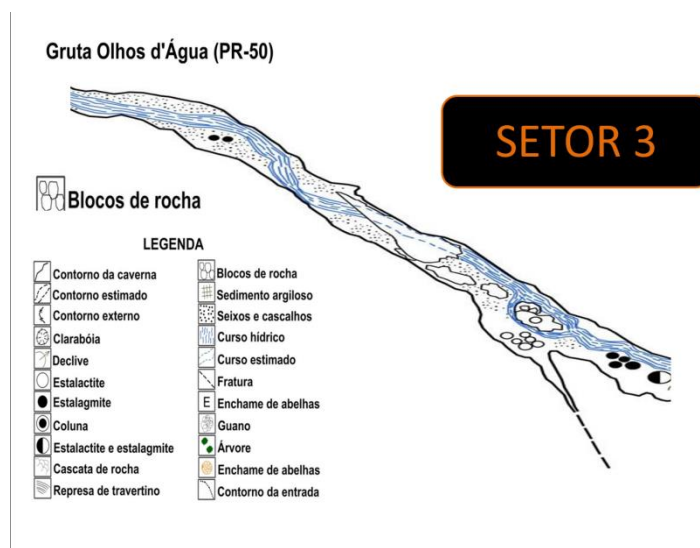 Gruta Olhos d'Água (PR-50)
SETOR 3
Blocos de rocha
LEGENDA
Contorno da caverna
Contorno estimado
Contorno externo
Clarabóia
Declive
Estalactite
Estalagmite
Coluna
Estalactite e estalagmite
Cascata de rocha
Represa de travertino
Blocos de rocha
Sedimento argiloso
Seixos e cascalhos
Curso hídrico
Curso estimado
Fratura
E Enchame de abelhas
Guano
Árvore
Enchame de abelhas
Contorno da entrada